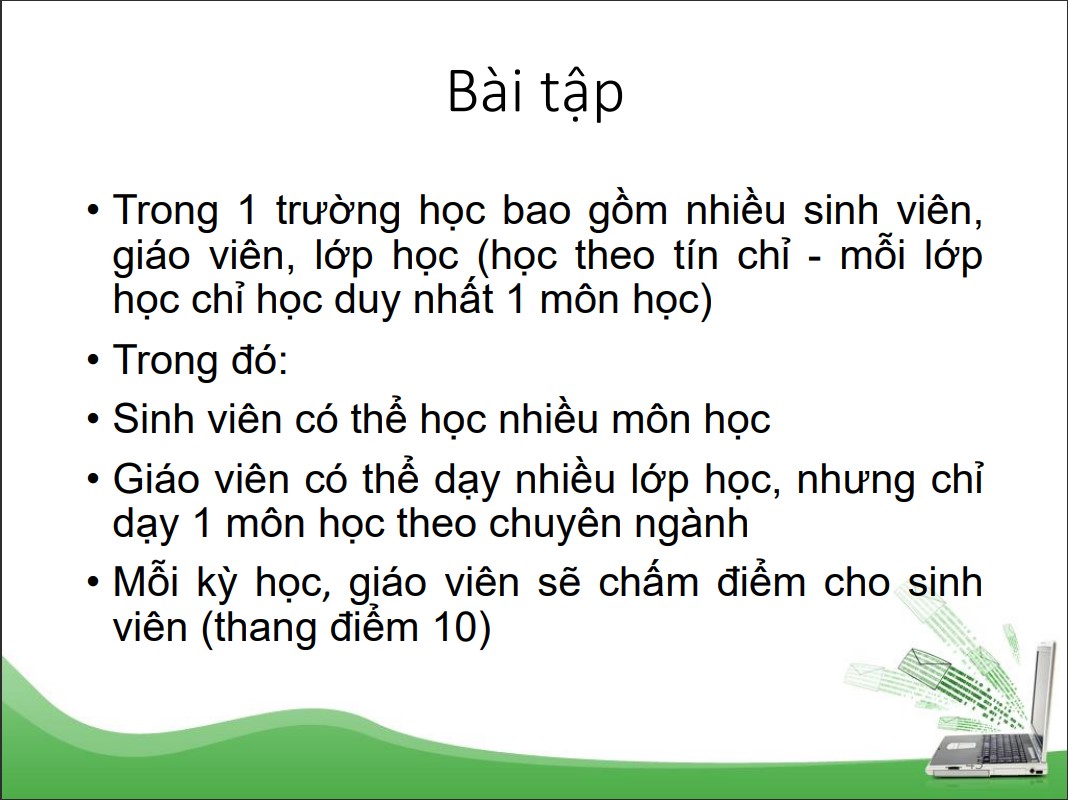 Bài tập
• Trong 1 trường học bao gồm nhiều sinh viên,
giáo viên, lớp học (học theo tín chỉ - mỗi lớp
học chỉ học duy nhất 1 môn học)
• Trong đó:
• Sinh viên có thể học nhiều môn học
• Giáo viên có thể dạy nhiều lớp học, nhưng chỉ
dạy 1 môn học theo chuyên ngành
• Mỗi kỳ học, giáo viên sẽ chấm điểm cho sinh
viên (thang điểm 10)